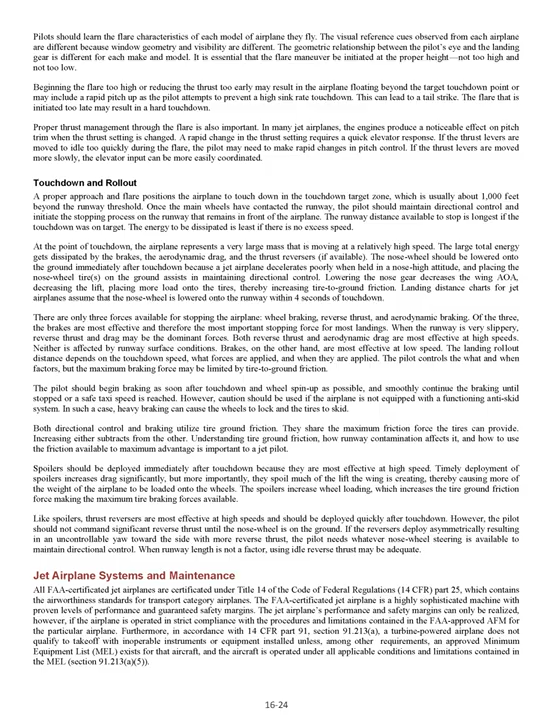 Pilots should learn the flare characteristics of each model of airplane they fly. The visual reference cues observed from each airplane
are different because window geometry and visibility are different. The geometric relationship between the pilot's eye and the landing
gear is different for each make and model. It is essential that the flare maneuver be initiated at the proper height—not too high and
not too low.
Beginning the flare too high or reducing the thrust too early may result in the airplane floating beyond the target touchdown point or
may include a rapid pitch up as the pilot attempts to prevent a high sink rate touchdown. This can lead to a tail strike. The flare that is
initiated too late may result in a hard touchdown.
Proper thrust management through the flare is also important. In many jet airplanes, the engines produce a noticeable effect on pitch
trim when the thrust setting is changed. A rapid change in the thrust setting requires a quick elevator response. If the thrust levers are
moved to idle too quickly during the flare, the pilot may need to make rapid changes in pitch control. If the thrust levers are moved
more slowly, the elevator input can be more easily coordinated.
Touchdown and Rollout
A proper approach and flare positions the airplane to touch down in the touchdown target zone, which is usually about 1,000 feet
beyond the runway threshold. Once the main wheels have contacted the runway, the pilot should maintain directional control and
initiate the stopping process on the runway that remains in front of the airplane. The runway distance available to stop is longest if the
touchdown was on target. The energy to be dissipated is least if there is no excess speed.
At the point of touchdown, the airplane represents a very large mass that is moving at a relatively high speed. The large total energy
gets dissipated by the brakes, the aerodynamic drag, and the thrust reversers (if available). The nose-wheel should be lowered onto
the ground immediately after touchdown because a jet airplane decelerates poorly when held in a nose-high attitude, and placing the
nose-wheel tire(s) on the ground assists in maintaining directional control. Lowering the nose gear decreases the wing AOA,
decreasing the lift, placing more load onto the tires, thereby increasing tire-to-ground friction. Landing distance charts for jet
airplanes assume that the nose-wheel is lowered onto the runway within 4 seconds of touchdown.
There are only three forces available for stopping the airplane: wheel braking, reverse thrust, and aerodynamic braking. Of the three,
the brakes are most effective and therefore the most important stopping force for most landings. When the runway is very slippery,
reverse thrust and drag may be the dominant forces. Both reverse thrust and aerodynamic drag are most effective at high speeds.
Neither is affected by runway surface conditions. Brakes, on the other hand, are most effective at low speed. The landing rollout
distance depends on the touchdown speed, what forces are applied, and when they are applied. The pilot controls the what and when
factors, but the maximum braking force may be limited by tire-to-ground friction.
The pilot should begin braking as soon after touchdown and wheel spin-up as possible, and smoothly continue the braking until
stopped or a safe taxi speed is reached. However, caution should be used if the airplane is not equipped with a functioning anti-skid
system. In such a case, heavy braking can cause the wheels to lock and the tires to skid.
Both directional control and braking utilize tire ground friction. They share the maximum friction force the tires can provide.
Increasing either subtracts from the other. Understanding tire ground friction, how runway contamination affects it, and how to use
the friction available to maximum advantage is important to a jet pilot.
Spoilers should be deployed immediately after touchdown because they are most effective at high speed. Timely deployment of
spoilers increases drag significantly, but more importantly, they spoil much of the lift the wing is creating, thereby causing more of
the weight of the airplane to be loaded onto the wheels. The spoilers increase wheel loading, which increases the tire ground friction
force making the maximum tire braking forces available.
Like spoilers, thrust reversers are most effective at high speeds and should be deployed quickly after touchdown. However, the pilot
should not command significant reverse thrust until the nose-wheel is on the ground. If the reversers deploy asymmetrically resulting
in an uncontrollable yaw toward the side with more reverse thrust, the pilot needs whatever nose-wheel steering is available to
maintain directional control. When runway length is not a factor, using idle reverse thrust may be adequate.
Jet Airplane Systems and Maintenance
All FAA-certificated jet airplanes are certificated under Title 14 of the Code of Federal Regulations (14 CFR) part 25, which contains
the airworthiness standards for transport category airplanes. The FAA-certificated jet airplane is a highly sophisticated machine with
proven levels of performance and guaranteed safety margins. The jet airplane's performance and safety margins can only be realized,
however, if the airplane is operated in strict compliance with the procedures and limitations contained in the FAA-approved AFM for
the particular airplane. Furthermore, in accordance with 14 CFR part 91, section 91.213(a), a turbine-powered airplane does not
qualify to takeoff with inoperable instruments or equipment installed unless, among other requirements, an approved Minimum
Equipment List (MEL) exists for that aircraft, and the aircraft is operated under all applicable conditions and limitations contained in
the MEL (section 91.213(a)(5)).
16-24